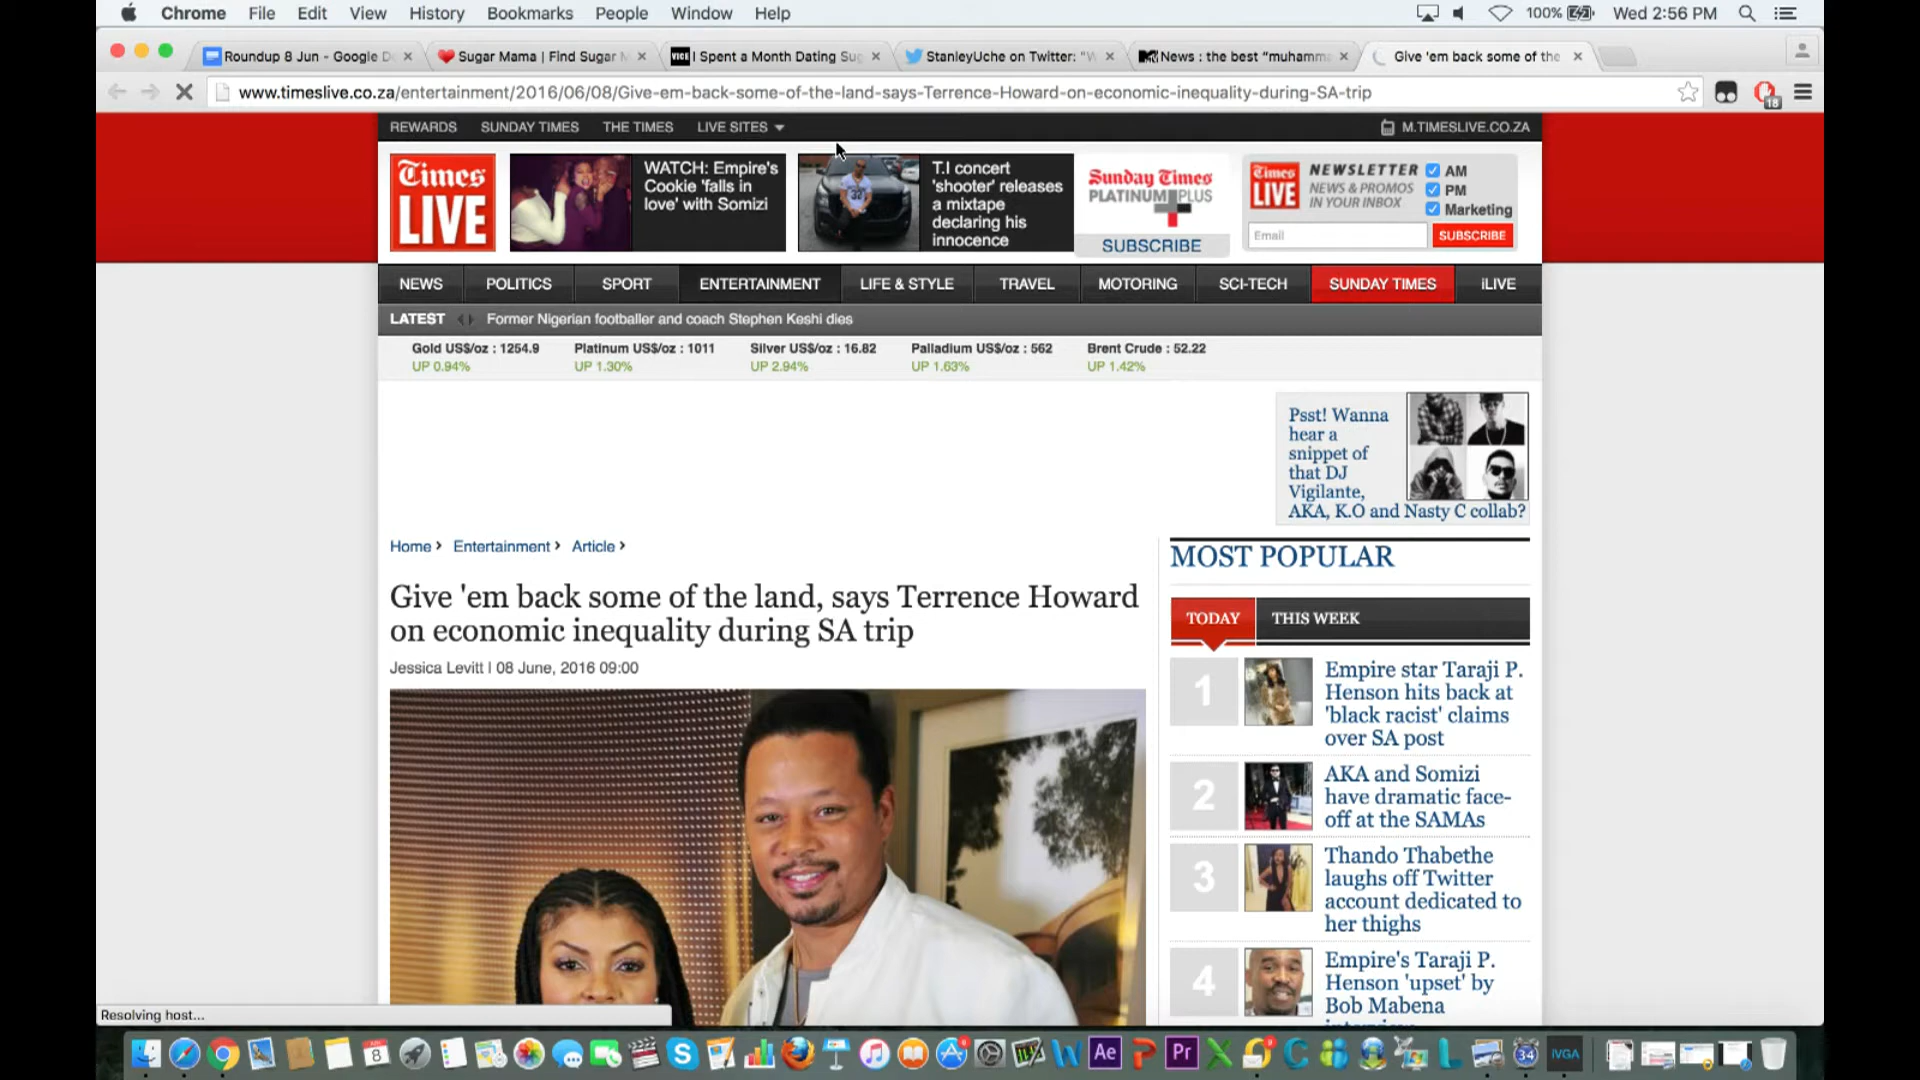 Chrome File Edit View History Bookmarks People Window Help 100% Wed 2:56 PM
Roundup 8 Jun - Google D Sugar Mama | Find Sugar I Spent a Month Dating Sug StanleyUche on Twitter: News : the best "muhamm Give 'em back some of the
www.timeslive.co.za/entertainment/2016/06/08/Give-em-back-some-of-the-land-says-Terrence-Howard-on-economic-inequality-during-SA-trip
18
REWARDS SUNDAY TIMES THE TIMES LIVE SITES M.TIMESLIVE.CO.ZA
Times
LIVE
WATCH: Empire's
Cookie 'falls in
love' with Somizi
T.I concert
'shooter' releases
a mixtape
declaring his
innocence
Sunday Times
PLATINUM PLUS
SUBSCRIBE
Times
LIVE
NEWSLETTER
NEWS & PROMOS
IN YOUR INBOX
AM
PM
Marketing
Email SUBSCRIBE
NEWS POLITICS SPORT ENTERTAINMENT LIFE & STYLE TRAVEL MOTORING SCI-TECH SUNDAY TIMES iLIVE
LATEST Former Nigerian footballer and coach Stephen Keshi dies
Gold US$/oz : 1254.9 Platinum US$/oz : 1011 Silver US$/oz : 16.82 Palladium US$/oz : 562 Brent Crude : 52.22
UP 0.94% UP 1.30% UP 2.94% UP 1.63% UP 1.42%
Psst! Wanna
hear a
snippet of
that DJ
Vigilante,
AKA, K.O and Nasty C collab?
Home Entertainment Article
Give 'em back some of the land, says Terrence Howard
on economic inequality during SA trip
Jessica Levitt | 08 June, 2016 09:00
MOST POPULAR
TODAY THIS WEEK
1
Empire star Taraji P.
Henson hits back at
'black racist' claims
over SA post
2
AKA and Somizi
have dramatic face-
off at the SAMAs
3
Thando Thabethe
laughs off Twitter
account dedicated to
her thighs
4
Empire's Taraji P.
Henson 'upset' by
Bob Mabena
Resolving host...
8 Ae Pr 34 iVGA